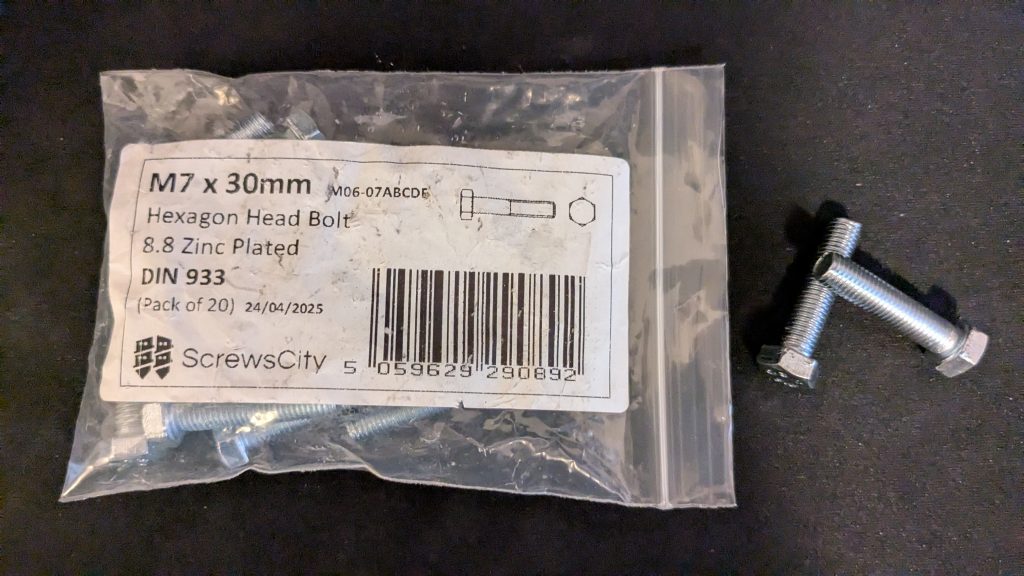 M7 x 30mm M06-07ABCDE
Hexagon Head Bolt
8.8 Zinc Plated
DIN 933
(Pack of 20) 24/04/2025
ScrewsCity
5 059629 290892